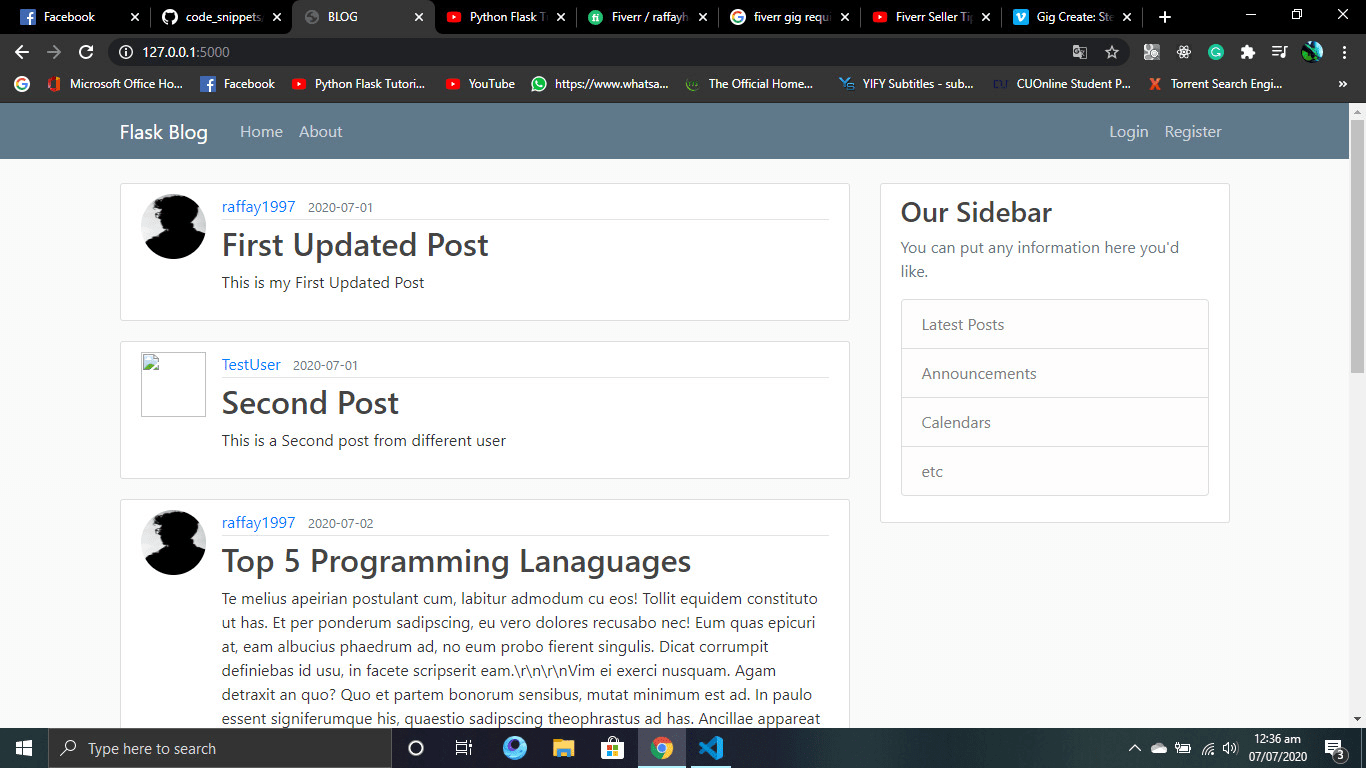 Facebook
code_snippets
BLOG
Python Flask T
Fiverr / raffayh
fiverr gig requi
Fiverr Seller Tip
Gig Create: Ste
127.0.0.1:5000
Microsoft Office Ho...
Facebook
Python Flask Tutori...
YouTube
https://www.whatsa...
The Official Home...
YIFY Subtitles - sub...
CUOnline Student P...
Torrent Search Engi...
»
Flask Blog
Home
About
Login
Register
raffay1997 2020-07-01
First Updated Post
This is my First Updated Post
TestUser 2020-07-01
Second Post
This is a Second post from different user
raffay1997 2020-07-02
Top 5 Programming Lanaguages
Te melius apeirian postulant cum, labitur admodum cu eos! Tollit equidem constituto
ut has. Et per ponderum sadipscing, eu vero dolores recusabo nec! Eum quas epicuri
at, eam albucius phaedrum ad, no eum probo fierent singulis. Dicat corrumpit
definiebas id usu, in facete scripserit eam.\r\n\r\nVim ei exerci nusquam. Agam
detraxit an quo? Quo et partem bonorum sensibus, mutat minimum est ad. In paulo
essent signiferumque his, quaestio sadipscing theophrastus ad has. Ancillae appareat
Our Sidebar
You can put any information here you'd
like.
Latest Posts
Announcements
Calendars
etc
Type here to search
12:36 am
07/07/2020
3